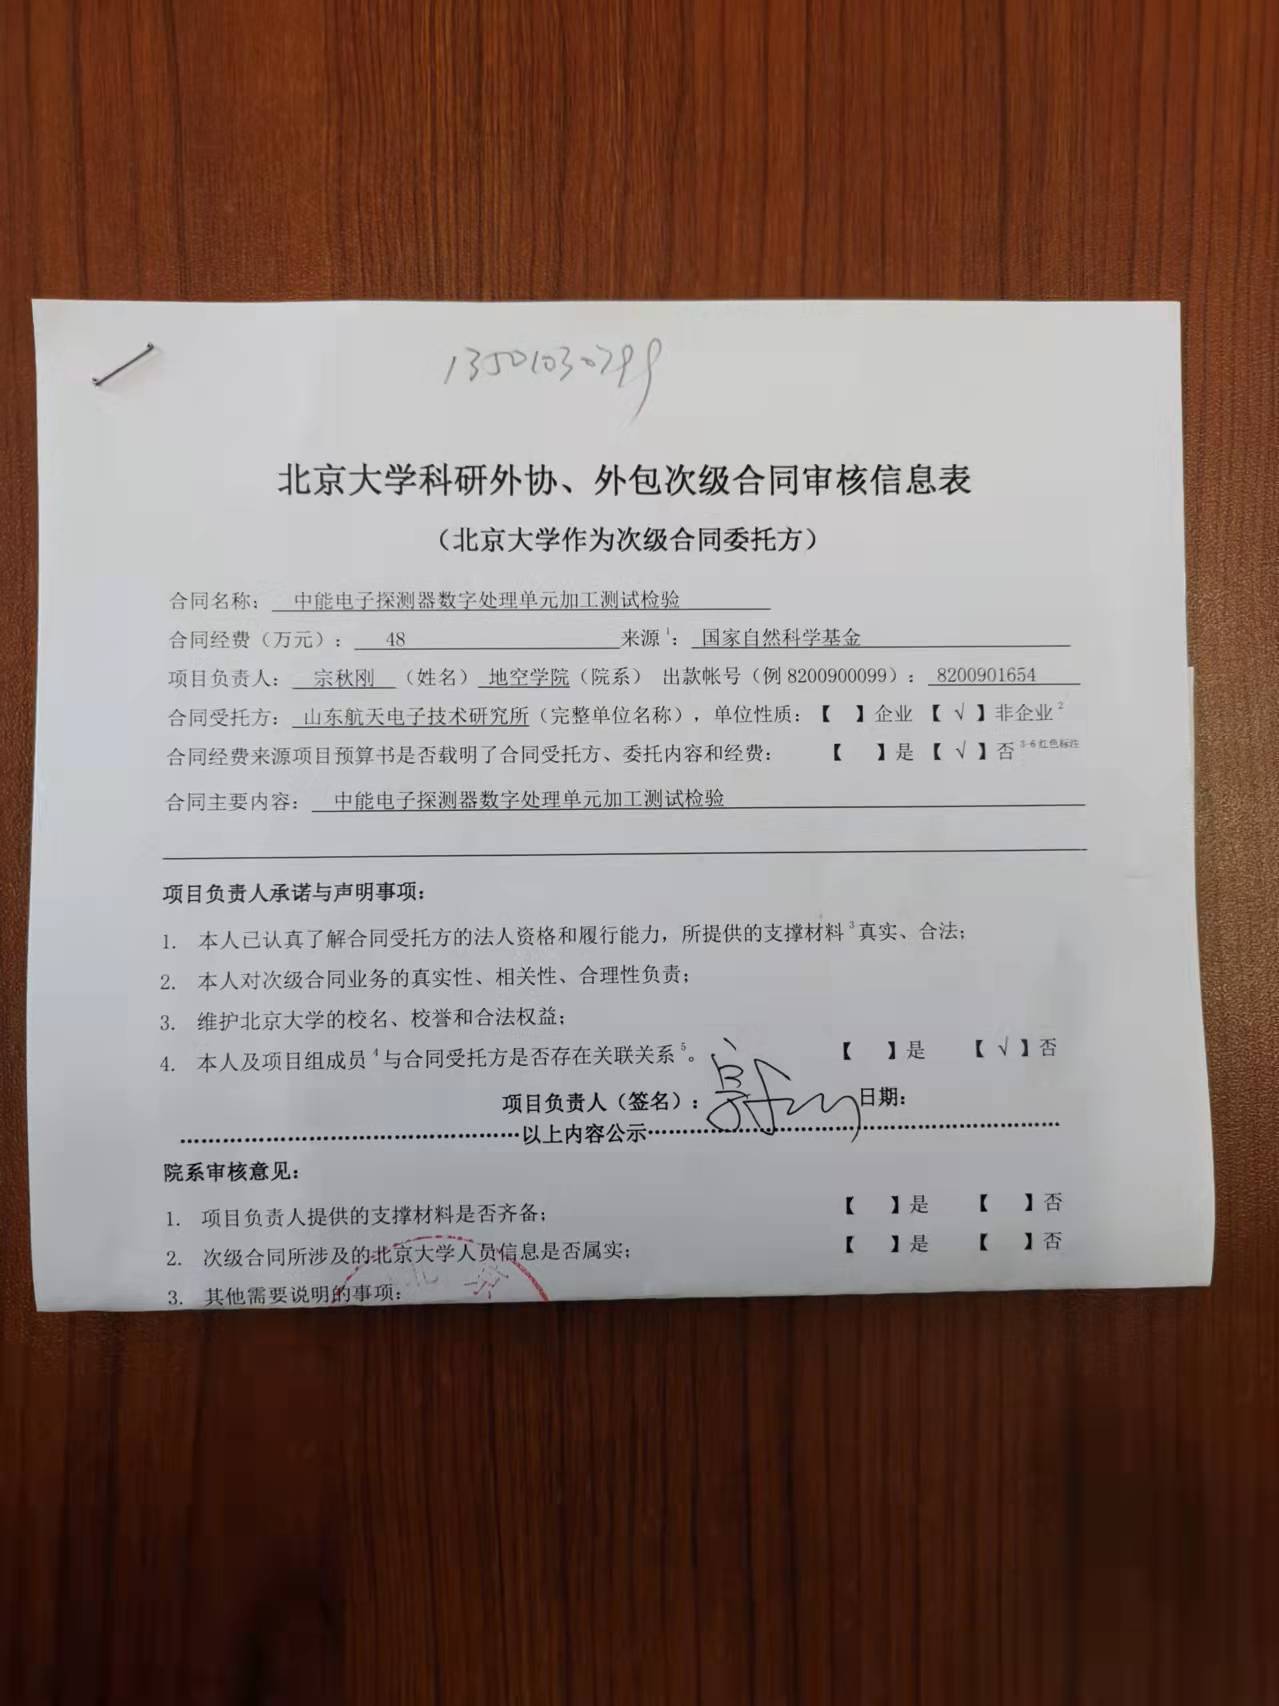 13501030799
北京大学科研外协、外包次级合同审核信息表
（北京大学作为次级合同委托方）
合同名称： 中能电子探测器数字处理单元加工测试检验
合同经费（万元）： 48 来源1： 国家自然科学基金
项目负责人： 宗秋刚 （姓名） 地空学院（院系） 出款帐号（例 8200900099）： 8200901654
合同受托方： 山东航天电子技术研究所（完整单位名称），单位性质：【 】企业 【 √ 】非企业2
合同经费来源项目预算书是否载明了合同受托方、委托内容和经费： 【 】是 【 √ 】否 3-6红色标注
合同主要内容： 中能电子探测器数字处理单元加工测试检验
项目负责人承诺与声明事项：
1. 本人已认真了解合同受托方的法人资格和履行能力，所提供的支撑材料3真实、合法；
2. 本人对次级合同业务的真实性、相关性、合理性负责；
3. 维护北京大学的校名、校誉和合法权益；
4. 本人及项目组成员4与合同受托方是否存在关联关系5。 【 】是 【 √ 】否
项目负责人（签名）： 日期：
以上内容公示
院系审核意见：
1. 项目负责人提供的支撑材料是否齐备； 【 】是 【 】否
2. 次级合同所涉及的北京大学人员信息是否属实； 【 】是 【 】否
3. 其他需要说明的事项：